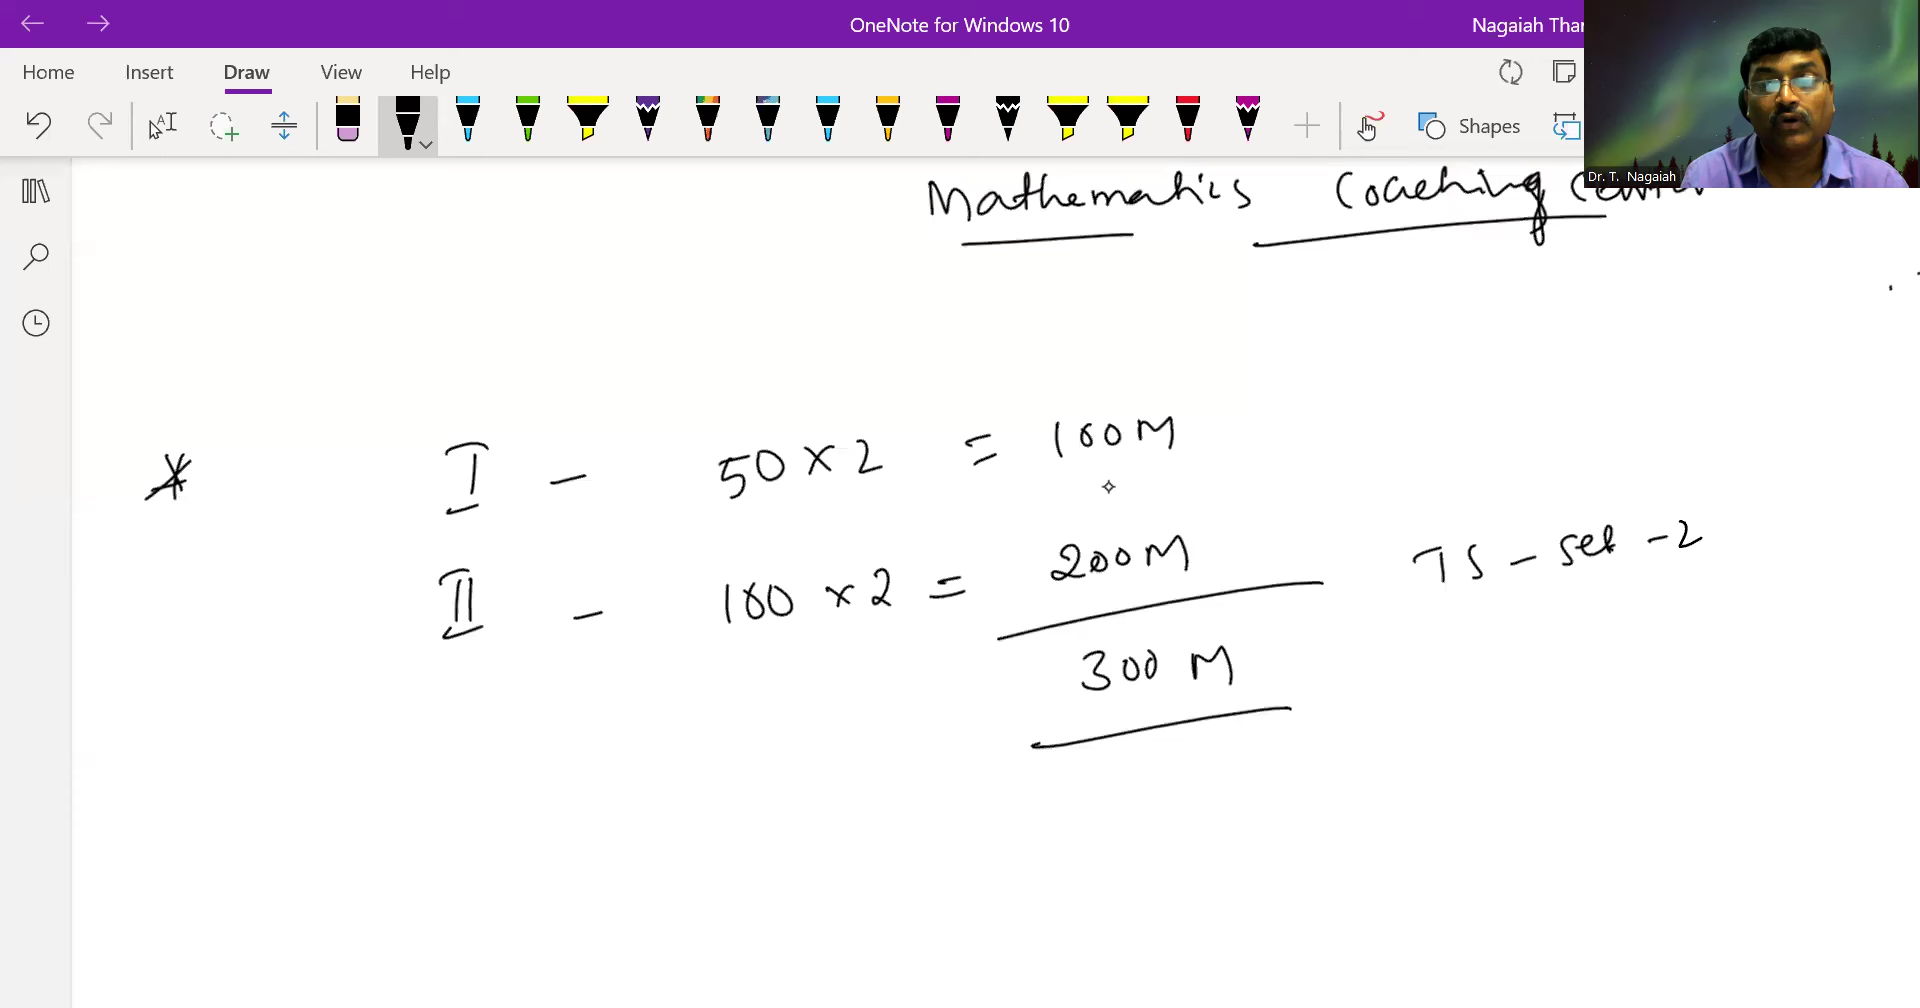 OneNote for Windows 10
Nagaiah Thar
Home Insert Draw View Help
Shapes
Dr. T. Nagaiah
Mathematics Coaching
I - 50 × 2 = 100M
II - 100 × 2 = 200M
TS - Set - 2
300 M